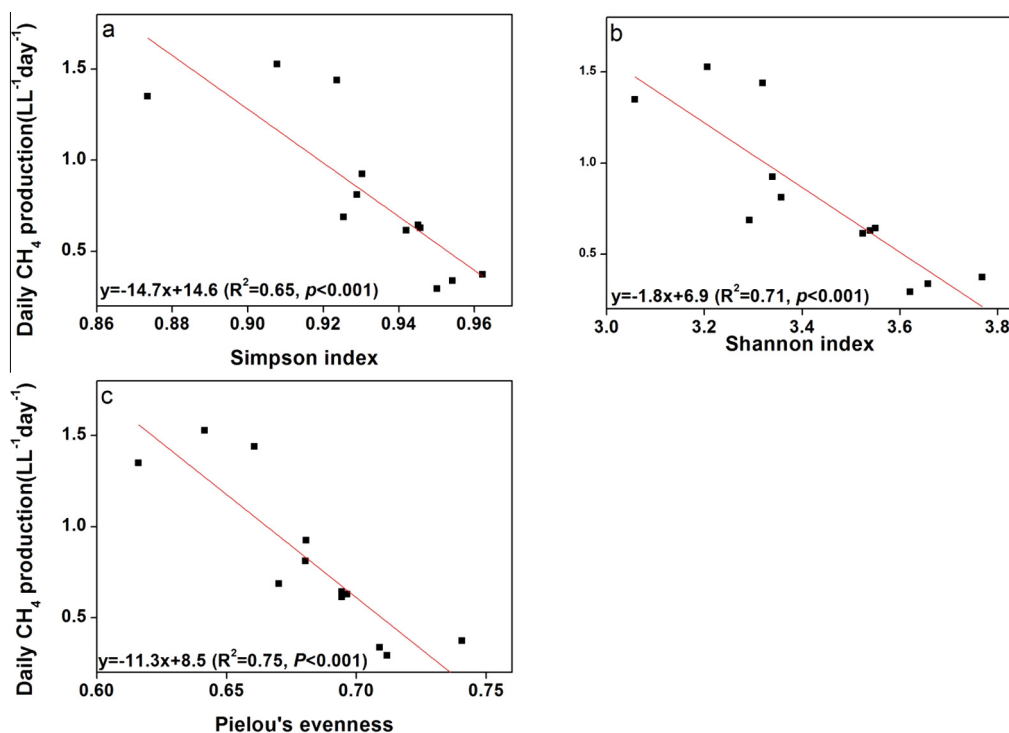 a
Daily CH4 production(LL-1day-1)
1.5
1.0
0.5
y=-14.7x+14.6 (R2=0.65, p<0.001)
0.86 0.88 0.90 0.92 0.94 0.96
Simpson index
b
1.5
1.0
0.5
y=-1.8x+6.9 (R2=0.71, p<0.001)
3.0 3.2 3.4 3.6 3.8
Shannon index
c
Daily CH4 production(LL-1day-1)
1.5
1.0
0.5
y=-11.3x+8.5 (R2=0.75, P<0.001)
0.60 0.65 0.70 0.75
Pielou's evenness